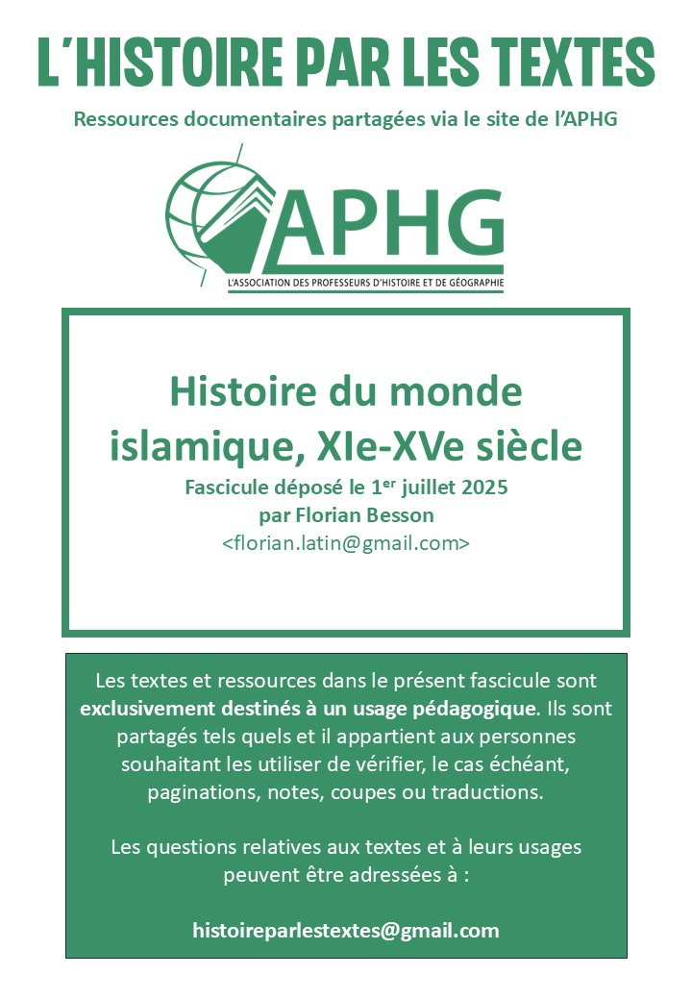 L'HISTOIRE PAR LES TEXTES
Ressources documentaires partagées via le site de l'APHG
APHG
L'ASSOCIATION DES PROFESSEURS D'HISTOIRE ET DE GÉOGRAPHIE
Histoire du monde
islamique, XIe-XVe siècle
Fascicule déposé le 1er juillet 2025
par Florian Besson
<florian.latin@gmail.com>
Les textes et ressources dans le présent fascicule sont
exclusivement destinés à un usage pédagogique. Ils sont
partagés tels quels et il appartient aux personnes
souhaitant les utiliser de vérifier, le cas échéant,
paginations, notes, coupes ou traductions.
Les questions relatives aux textes et à leurs usages
peuvent être adressées à :
histoireparlestextes@gmail.com